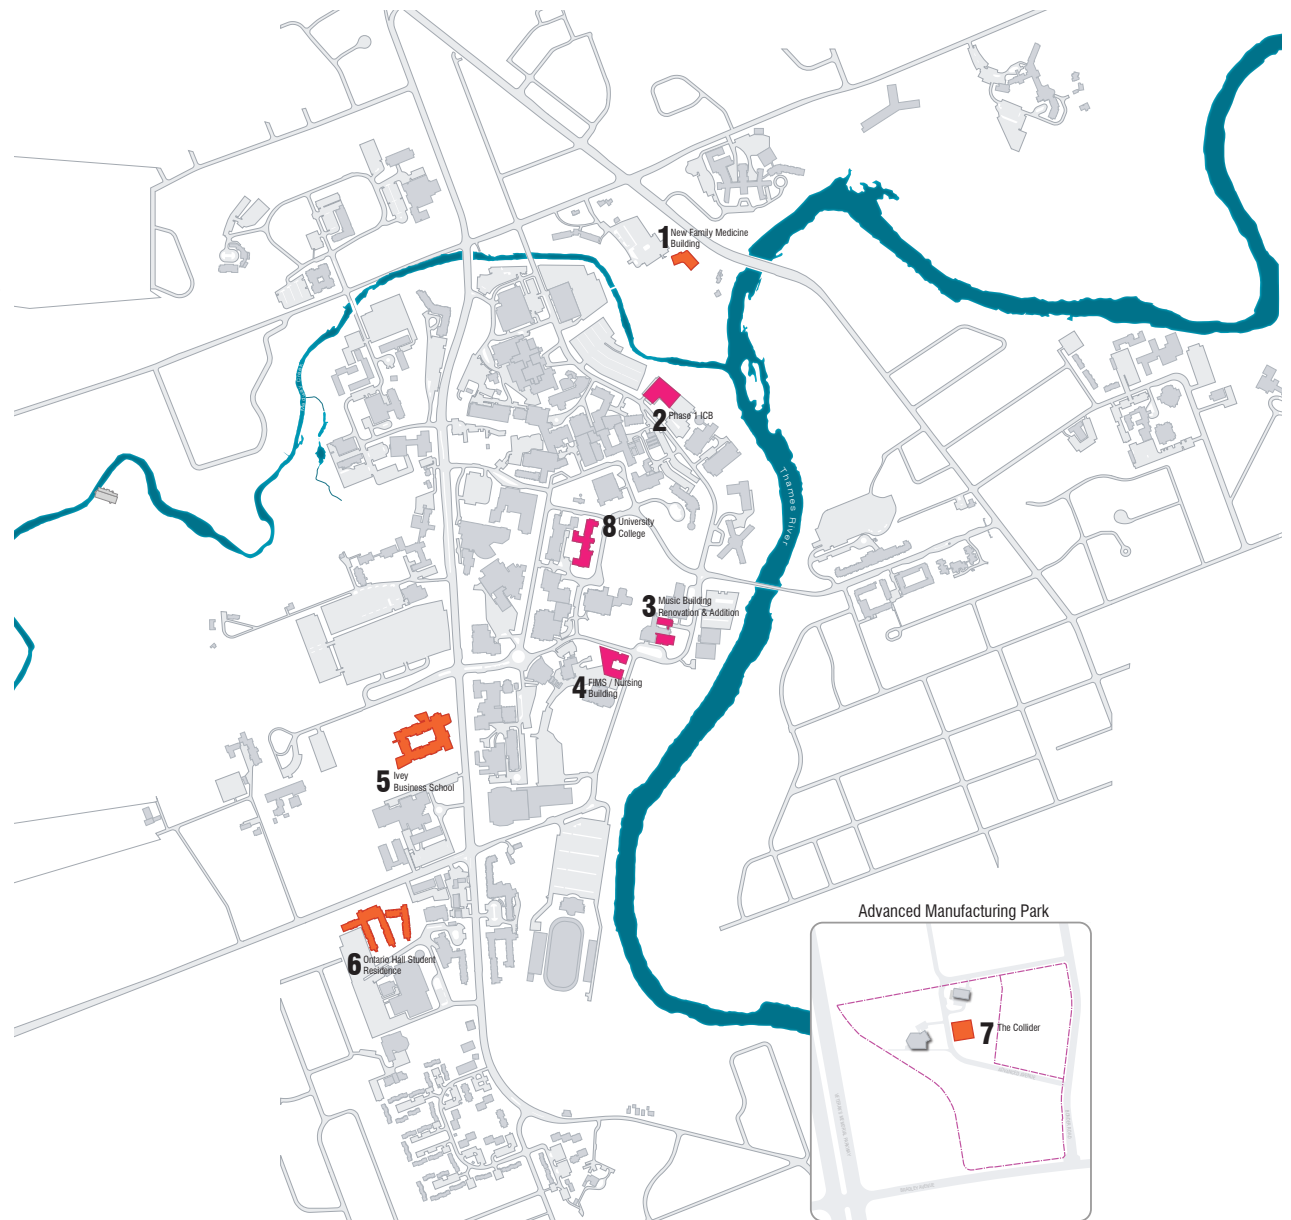 1 New Family Medicine
Building
2 Phase 1 ICB
Thames River
8 University
College
3 Music Building
Renovation & Addition
4 FIMS / Nursing
Building
5 Ivey
Business School
6 Ontario Hall Student
Residence
Advanced Manufacturing Park
7 The Collider